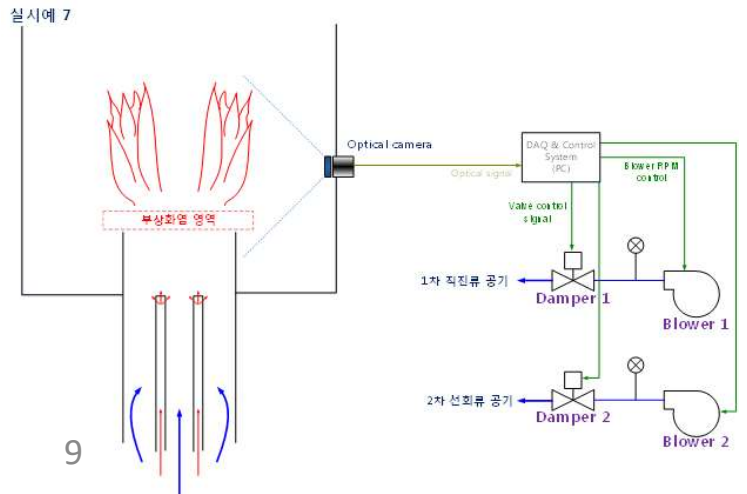 실시예 7
Optical camera
Optical signal
DAQ & Control
System
(PC)
Blower RPM
control
Valve control
signal
부상화염 영역
1차 직진류 공기
Damper 1
Blower 1
2차 선회류 공기
Damper 2
Blower 2
9